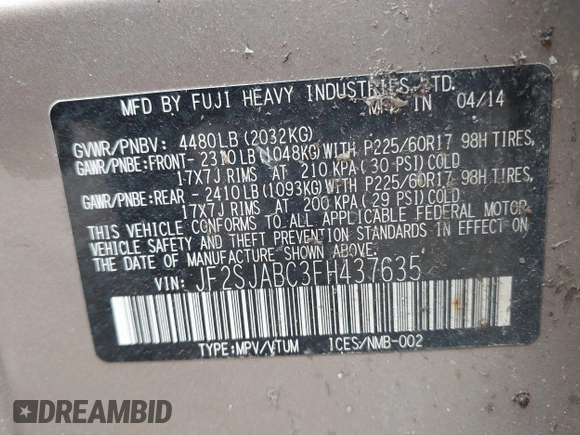 MFD BY FUJI HEAVY INDUSTRIES LTD.
MFD IN 04/14
GVWR/PNBV: 4480LB (2032KG)
GAWR/PNBE:FRONT- 2310LB (1048KG)WITH P225/60R17 98H TIRES,
17X7J RIMS AT 210 KPA (30 PSI) COLD
GAWR/PNBE:REAR - 2410LB (1093KG)WITH P225/60R17 98H TIRES,
17X7J RIMS AT 200 KPA (29 PSI) COLD.
THIS VEHICLE CONFORMS TO ALL APPLICABLE FEDERAL MOTOR
VEHICLE SAFETY AND THEFT PREVENTION STANDARDS IN EFFECT ON
THE DATE OF MANUFACTURE SHOWN ABOVE.
VIN: JF2SJABC3FH437635
TYPE:MPV/VTUM ICES/NMB-002
DREAMBID